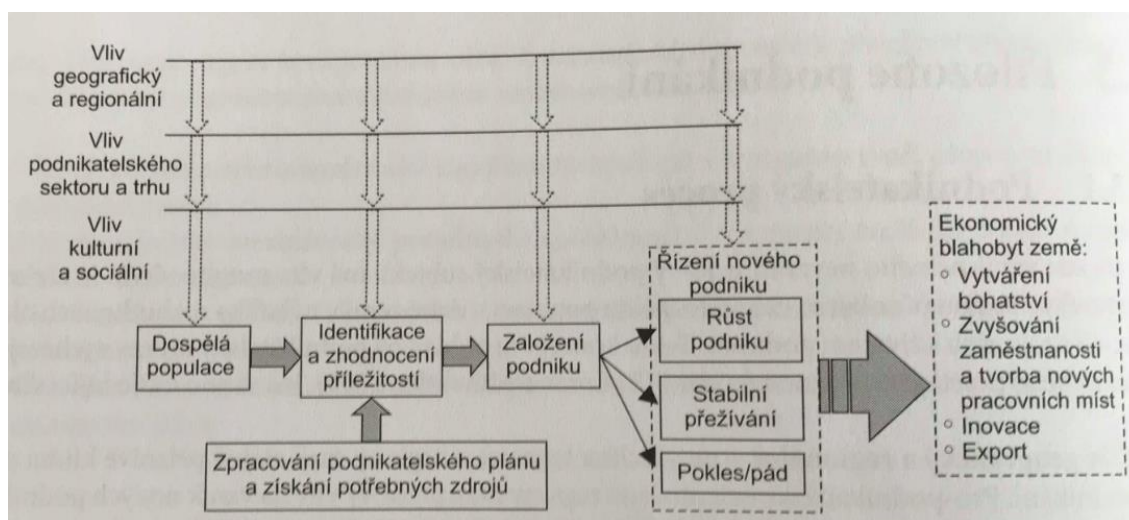 Vliv
geografický
a regionální
Vliv
podnikatelského
sektoru a trhu
Vliv
kulturní
a sociální
Dospělá
populace
Identifikace
a zhodnocení
příležitostí
Založení
podniku
Zpracování podnikatelského plánu
a získání potřebných zdrojů
Řízení nového
podniku
Růst
podniku
Stabilní
přežívání
Pokles/pád
Ekonomický
blahobyt země:
Vytváření
bohatství
Zvyšování
zaměstnanosti
a tvorba nových
pracovních míst
Inovace
Export